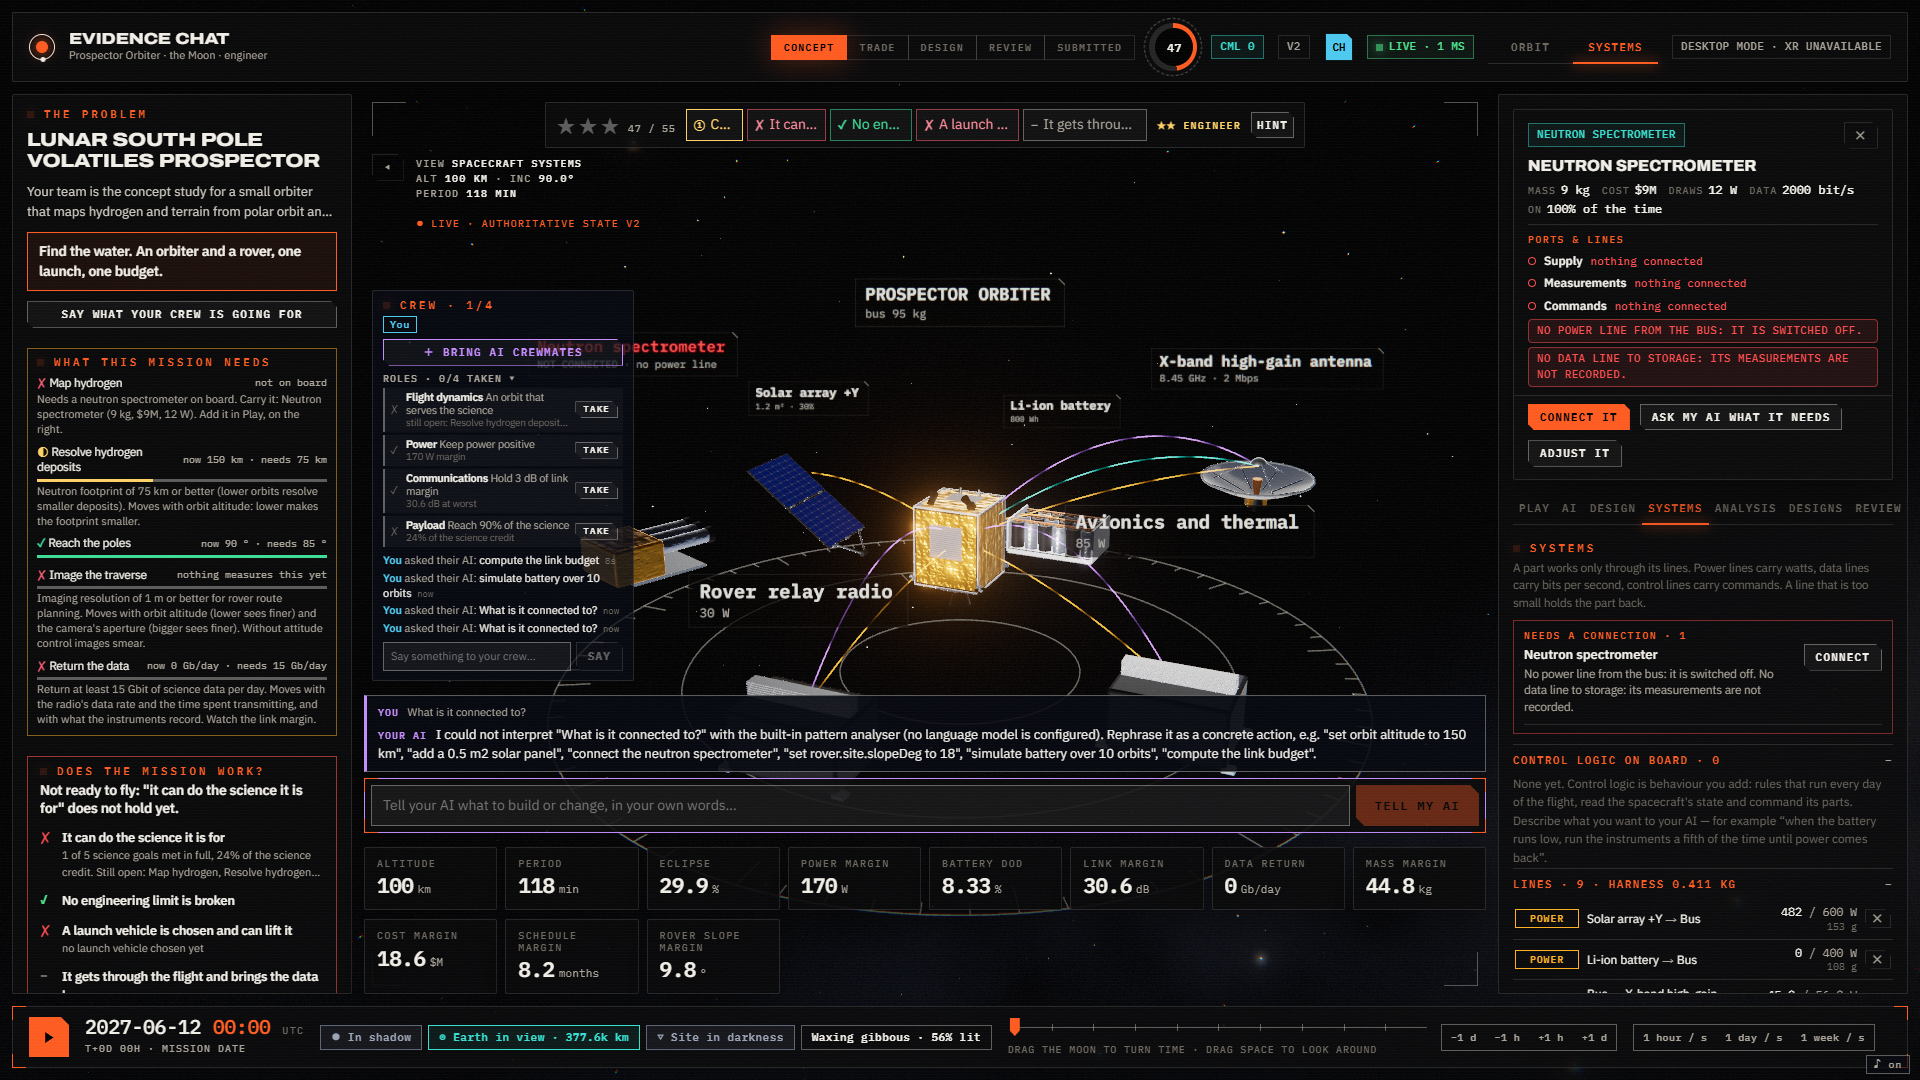 EVIDENCE CHAT
Prospector Orbiter · the Moon · engineer
CONCEPT
TRADE
DESIGN
REVIEW
SUBMITTED
47
CML 0
V2
CH
LIVE · 1 MS
ORBIT
SYSTEMS
DESKTOP MODE · XR UNAVAILABLE
THE PROBLEM
LUNAR SOUTH POLE
VOLATILES PROSPECTOR
Your team is the concept study for a small orbiter
that maps hydrogen and terrain from polar orbit an...
Find the water. An orbiter and a rover, one
launch, one budget.
SAY WHAT YOUR CREW IS GOING FOR
WHAT THIS MISSION NEEDS
✗ Map hydrogen not on board
Needs a neutron spectrometer on board. Carry it: Neutron
spectrometer (9 kg, $9M, 12 W). Add it in Play, on the
right.
Resolve hydrogen
deposits
now 150 km · needs 75 km
Neutron footprint of 75 km or better (lower orbits resolve
smaller deposits). Moves with orbit altitude: lower makes
the footprint smaller.
✓ Reach the poles now 90 ° · needs 85 °
✗ Image the traverse nothing measures this yet
Imaging resolution of 1 m or better for rover route
planning. Moves with orbit altitude (lower sees finer) and
the camera's aperture (bigger sees finer). Without attitude
control images smear.
✗ Return the data now 0 Gb/day · needs 15 Gb/day
Return at least 15 Gbit of science data per day. Moves with
the radio's data rate and the time spent transmitting, and
with what the instruments record. Watch the link margin.
DOES THE MISSION WORK?
Not ready to fly: "it can do the science it is
for" does not hold yet.
✗ It can do the science it is for
1 of 5 science goals met in full, 24% of the science
credit. Still open: Map hydrogen, Resolve hydrogen...
✓ No engineering limit is broken
✗ A launch vehicle is chosen and can lift it
no launch vehicle chosen yet
– It gets through the flight and brings the data
★★★ 47 / 55
① C...
✗ It can...
✓ No en...
✗ A launch ...
– It gets throu...
★★ ENGINEER
HINT
VIEW SPACECRAFT SYSTEMS
ALT 100 KM · INC 90.0°
PERIOD 118 MIN
LIVE · AUTHORITATIVE STATE V2
CREW · 1/4
You
+ BRING AI CREWMATES
ROLES · 0/4 TAKEN ▾
✗ Flight dynamics An orbit that
serves the science
still open: Resolve hydrogen deposit...
TAKE
✓ Power Keep power positive
170 W margin
TAKE
✓ Communications Hold 3 dB of link
margin
30.6 dB at worst
TAKE
✗ Payload Reach 90% of the science
24% of the science credit
TAKE
You asked their AI: compute the link budget 8s
You asked their AI: simulate battery over 10
orbits now
You asked their AI: What is it connected to? now
You asked their AI: What is it connected to? now
Say something to your crew...
SAY
Neutron spectrometer
NOT CONNECTED · no power line
PROSPECTOR ORBITER
bus 95 kg
Solar array +Y
1.2 m² · 30%
X-band high-gain antenna
8.45 GHz · 2 Mbps
Li-ion battery
800 Wh
Avionics and thermal
85 W
Rover relay radio
30 W
YOU What is it connected to?
YOUR AI I could not interpret "What is it connected to?" with the built-in pattern analyser (no language model is configured). Rephrase it as a concrete action, e.g. "set orbit altitude to 150
km", "add a 0.5 m2 solar panel", "connect the neutron spectrometer", "set rover.site.slopeDeg to 18", "simulate battery over 10 orbits", "compute the link budget".
Tell your AI what to build or change, in your own words...
TELL MY AI
ALTITUDE
100 km
PERIOD
118 min
ECLIPSE
29.9 %
POWER MARGIN
170 W
BATTERY DOD
8.33 %
LINK MARGIN
30.6 dB
DATA RETURN
0 Gb/day
MASS MARGIN
44.8 kg
COST MARGIN
18.6 $M
SCHEDULE
MARGIN
8.2 months
ROVER SLOPE
MARGIN
9.8 °
NEUTRON SPECTROMETER
✕
NEUTRON SPECTROMETER
MASS 9 kg COST $9M DRAWS 12 W DATA 2000 bit/s
ON 100% of the time
PORTS & LINES
Supply nothing connected
Measurements nothing connected
Commands nothing connected
NO POWER LINE FROM THE BUS: IT IS SWITCHED OFF.
NO DATA LINE TO STORAGE: ITS MEASUREMENTS ARE
NOT RECORDED.
CONNECT IT
ASK MY AI WHAT IT NEEDS
ADJUST IT
PLAY AI DESIGN SYSTEMS ANALYSIS DESIGNS REVIEW
SYSTEMS
A part works only through its lines. Power lines carry watts, data lines
carry bits per second, control lines carry commands. A line that is too
small holds the part back.
NEEDS A CONNECTION · 1
Neutron spectrometer
No power line from the bus: it is switched off. No
data line to storage: its measurements are not
recorded.
CONNECT
CONTROL LOGIC ON BOARD · 0 –
None yet. Control logic is behaviour you add: rules that run every day
of the flight, read the spacecraft's state and command its parts.
Describe what you want to your AI — for example “when the battery
runs low, run the instruments a fifth of the time until power comes
back”.
LINES · 9 · HARNESS 0.411 KG –
POWER Solar array +Y → Bus 482 / 600 W ✕
153 g
POWER Li-ion battery → Bus 0 / 400 W ✕
108 g
2027-06-12 00:00 UTC
T+0D 00H · MISSION DATE
In shadow
Earth in view · 377.6k km
Site in darkness
Waxing gibbous · 56% lit
DRAG THE MOON TO TURN TIME · DRAG SPACE TO LOOK AROUND
−1 d −1 h +1 h +1 d
1 hour / s 1 day / s 1 week / s
♪ on